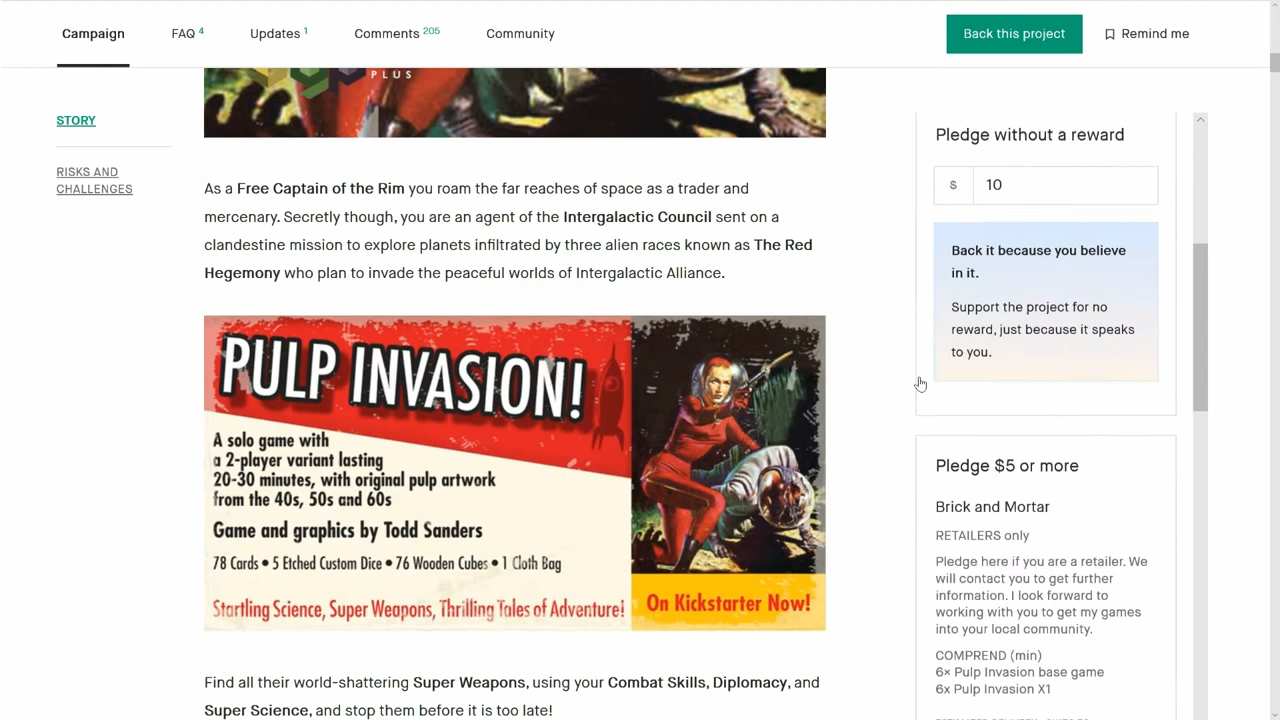 Campaign
FAQ 4
Updates 1
Comments 205
Community
Back this project
Remind me
PLUS
STORY
RISKS AND
CHALLENGES
As a Free Captain of the Rim you roam the far reaches of space as a trader and
mercenary. Secretly though, you are an agent of the Intergalactic Council sent on a
clandestine mission to explore planets infiltrated by three alien races known as The Red
Hegemony who plan to invade the peaceful worlds of Intergalactic Alliance.
PULP INVASION!
A solo game with
a 2-player variant lasting
20-30 minutes, with original pulp artwork
from the 40s, 50s and 60s
Game and graphics by Todd Sanders
78 Cards • 5 Etched Custom Dice • 76 Wooden Cubes • 1 Cloth Bag
Startling Science, Super Weapons, Thrilling Tales of Adventure!
On Kickstarter Now!
Find all their world-shattering Super Weapons, using your Combat Skills, Diplomacy, and
Super Science, and stop them before it is too late!
Pledge without a reward
$ 10
Back it because you believe
in it.
Support the project for no
reward, just because it speaks
to you.
Pledge $5 or more
Brick and Mortar
RETAILERS only
Pledge here if you are a retailer. We
will contact you to get further
information. I look forward to
working with you to get my games
into your local community.
COMPREND (min)
6× Pulp Invasion base game
6x Pulp Invasion X1